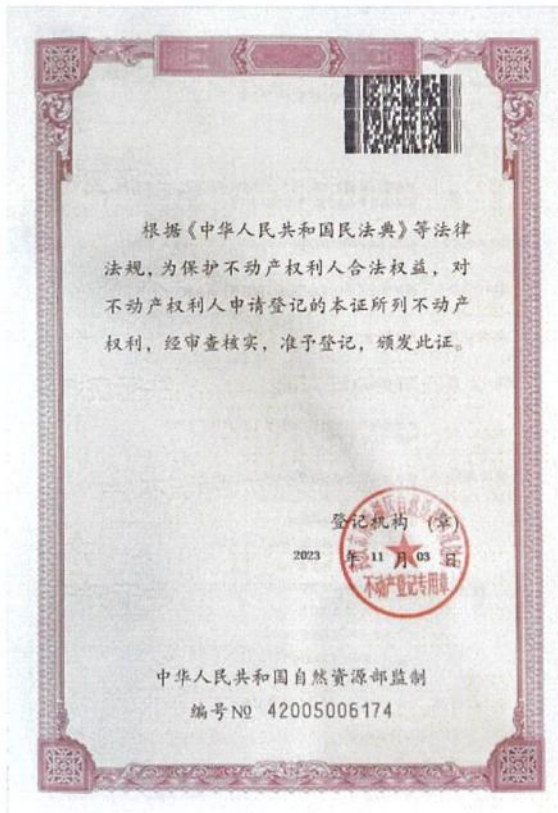 根据《中华人民共和国民法典》等法律
法规,为保护不动产权利人合法权益,对
不动产权利人申请登记的本证所列不动产
权利,经审查核实,准予登记,颁发此证。
登记机构 (章)
2023 年 11 月 03 日
不动产登记专用章
中华人民共和国自然资源部监制
编号№ 42005006174